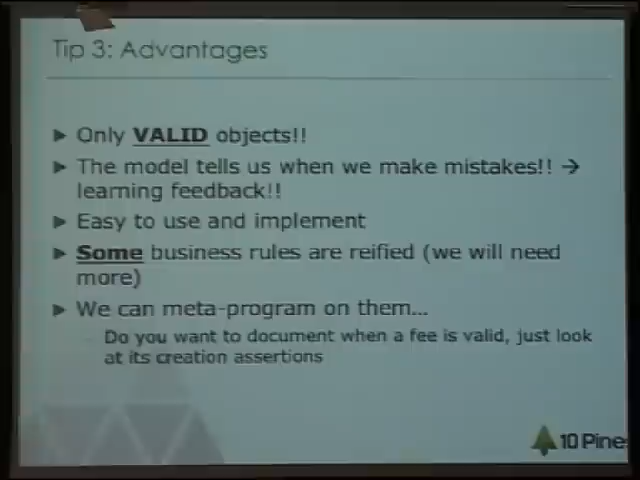 Tip 3: Advantages
Only VALID objects!!
The model tells us when we make mistakes!! →
learning feedback!!
Easy to use and implement
Some business rules are reified (we will need
more)
We can meta-program on them...
Do you want to document when a fee is valid, just look
at its creation assertions
10 Pine